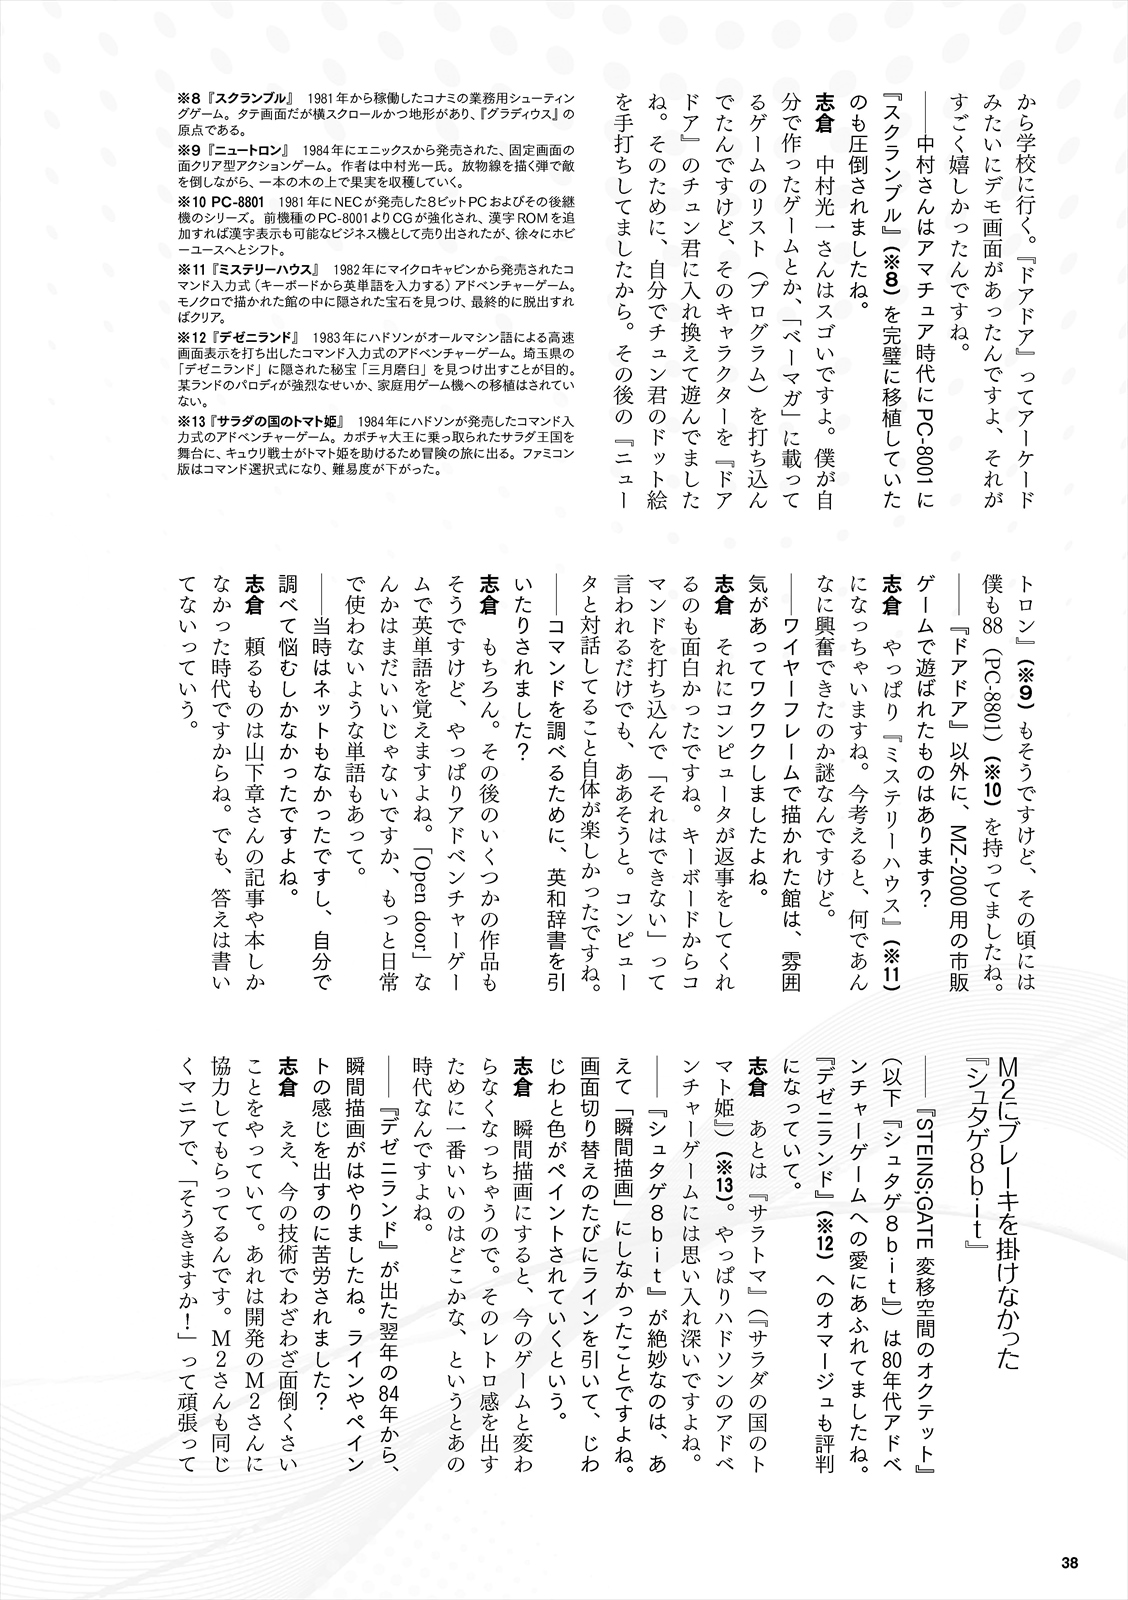 から学校に行く。『ドアドア』ってアーケード
みたいにデモ画面があったんですよ、それが
すごく嬉しかったんですね。
――中村さんはアマチュア時代にPC-8001に
『スクランブル』（※8）を完璧に移植していた
のも圧倒されましたね。
志倉　中村光一さんはスゴいですよ。僕が自
分で作ったゲームとか、「ベーマガ」に載って
るゲームのリスト（プログラム）を打ち込ん
でたんですけど、そのキャラクターを『ドア
ドア』のチュン君に入れ換えて遊んでました
ね。そのために、自分でチュン君のドット絵
を手打ちしてましたから。その後の『ニュー
※8『スクランブル』　1981年から稼働したコナミの業務用シューティン
グゲーム。タテ画面だが横スクロールかつ地形があり、『グラディウス』の
原点である。
※9『ニュートロン』　1984年にエニックスから発売された、固定画面の
面クリア型アクションゲーム。作者は中村光一氏。放物線を描く弾で敵
を倒しながら、一本の木の上で果実を収穫していく。
※10 PC-8801　1981年にNECが発売した8ビットPCおよびその後継
機のシリーズ。前機種のPC-8001よりCGが強化され、漢字ROMを追
加すれば漢字表示も可能なビジネス機として売り出されたが、徐々にホビ
ーユースへとシフト。
※11『ミステリーハウス』　1982年にマイクロキャビンから発売されたコ
マンド入力式（キーボードから英単語を入力する）アドベンチャーゲーム。
モノクロで描かれた館の中に隠された宝石を見つけ、最終的に脱出すれ
ばクリア。
※12『デゼニランド』　1983年にハドソンがオールマシン語による高速
画面表示を打ち出したコマンド入力式のアドベンチャーゲーム。埼玉県の
「デゼニランド」に隠された秘宝「三月磨臼」を見つけ出すことが目的。
某ランドのパロディが強烈なせいか、家庭用ゲーム機への移植はされてい
ない。
※13『サラダの国のトマト姫』　1984年にハドソンが発売したコマンド入
力式のアドベンチャーゲーム。カボチャ大王に乗っ取られたサラダ王国を
舞台に、キュウリ戦士がトマト姫を助けるため冒険の旅に出る。ファミコン
版はコマンド選択式になり、難易度が下がった。
トロン』（※9）もそうですけど、その頃には
僕も88（PC-8801）（※10）を持ってましたね。
――『ドアドア』以外に、MZ-2000用の市販
ゲームで遊ばれたものはあります？
志倉　やっぱり『ミステリーハウス』（※11）
になっちゃいますね。今考えると、何であん
なに興奮できたのか謎なんですけど。
――ワイヤーフレームで描かれた館は、雰囲
気があってワクワクしましたよね。
志倉　それにコンピュータが返事をしてくれ
るのも面白かったですね。キーボードからコ
マンドを打ち込んで「それはできない」って
言われるだけでも、ああそうと。コンピュー
タと対話してること自体が楽しかったですね。
――コマンドを調べるために、英和辞書を引
いたりされました？
志倉　もちろん。その後のいくつかの作品も
そうですけど、やっぱりアドベンチャーゲー
ムで英単語を覚えますよね。「Open door」な
んかはまだいいじゃないですか、もっと日常
で使わないような単語もあって。
――当時はネットもなかったですし、自分で
調べて悩むしかなかったですよね。
志倉　頼るものは山下章さんの記事や本しか
なかった時代ですからね。でも、答えは書い
てないっていう。
M2にブレーキを掛けなかった
『シュタゲ8bit』
――『STEINS;GATE 変移空間のオクテット』
（以下『シュタゲ8bit』）は80年代アドベ
ンチャーゲームへの愛にあふれてましたね。
『デゼニランド』（※12）へのオマージュも評判
になっていて。
志倉　あとは『サラトマ』（『サラダの国のト
マト姫』）（※13）。やっぱりハドソンのアドベ
ンチャーゲームには思い入れ深いですよね。
――『シュタゲ8bit』が絶妙なのは、あ
えて「瞬間描画」にしなかったことですよね。
画面切り替えのたびにラインを引いて、じわ
じわと色がペイントされていくという。
志倉　瞬間描画にすると、今のゲームと変わ
らなくなっちゃうので。そのレトロ感を出す
ために一番いいのはどこかな、というとあの
時代なんですよね。
――『デゼニランド』が出た翌年の84年から、
瞬間描画がはやりましたね。ラインやペイン
トの感じを出すのに苦労されました？
志倉　ええ、今の技術でわざわざ面倒くさい
ことをやっていて。あれは開発のM2さんに
協力してもらってるんです。M2さんも同じ
くマニアで、「そうきますか！」って頑張って
38